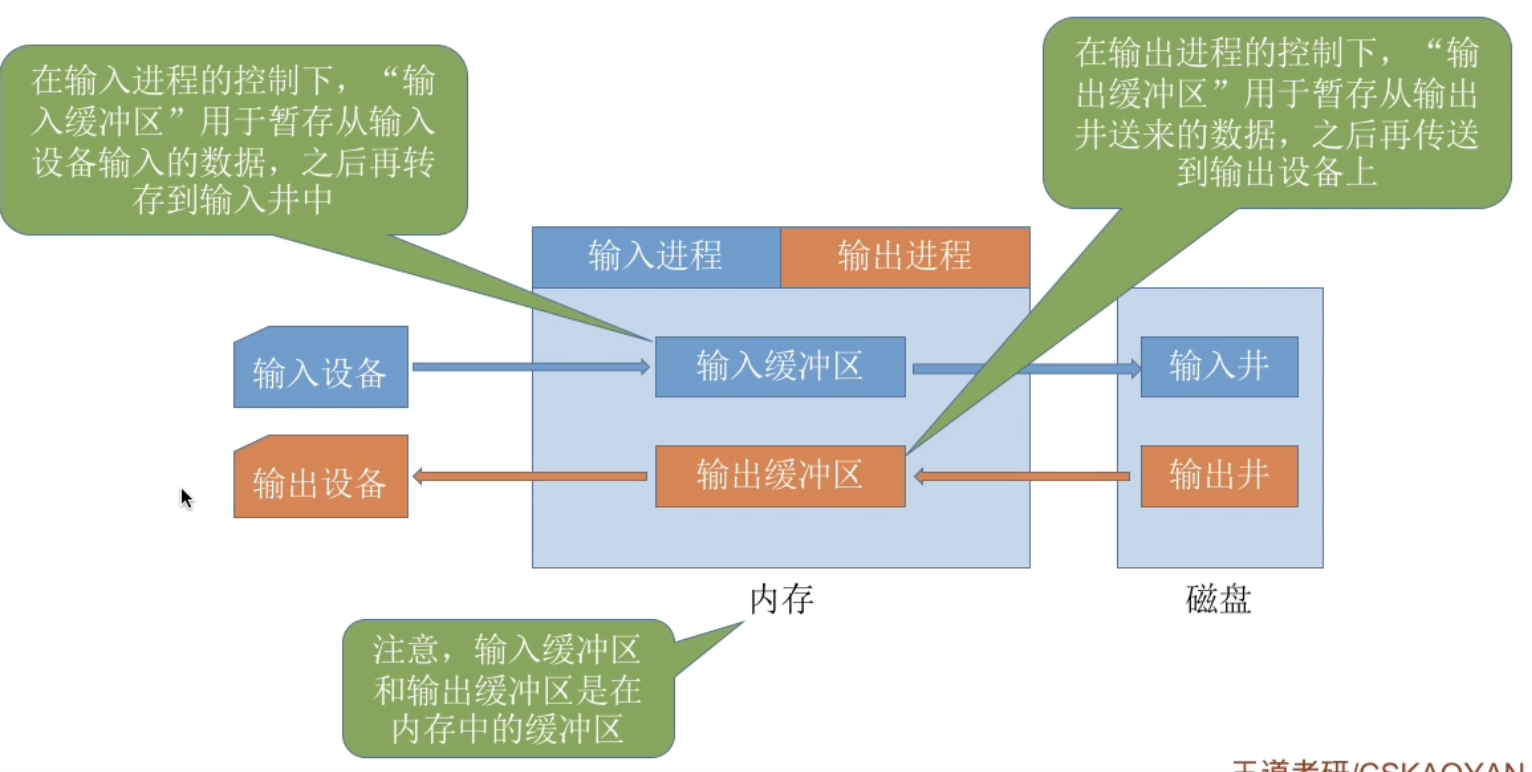 在输入进程的控制下，“输
入缓冲区”用于暂存从输入
设备输入的数据，之后再转
存到输入井中
在输出进程的控制下，“输
出缓冲区”用于暂存从输出
井送来的数据，之后再传送
到输出设备上
输入进程
输出进程
输入设备
输入缓冲区
输入井
输出设备
输出缓冲区
输出井
内存
磁盘
注意，输入缓冲区
和输出缓冲区是在
内存中的缓冲区
王道考研/CSKAOYAN